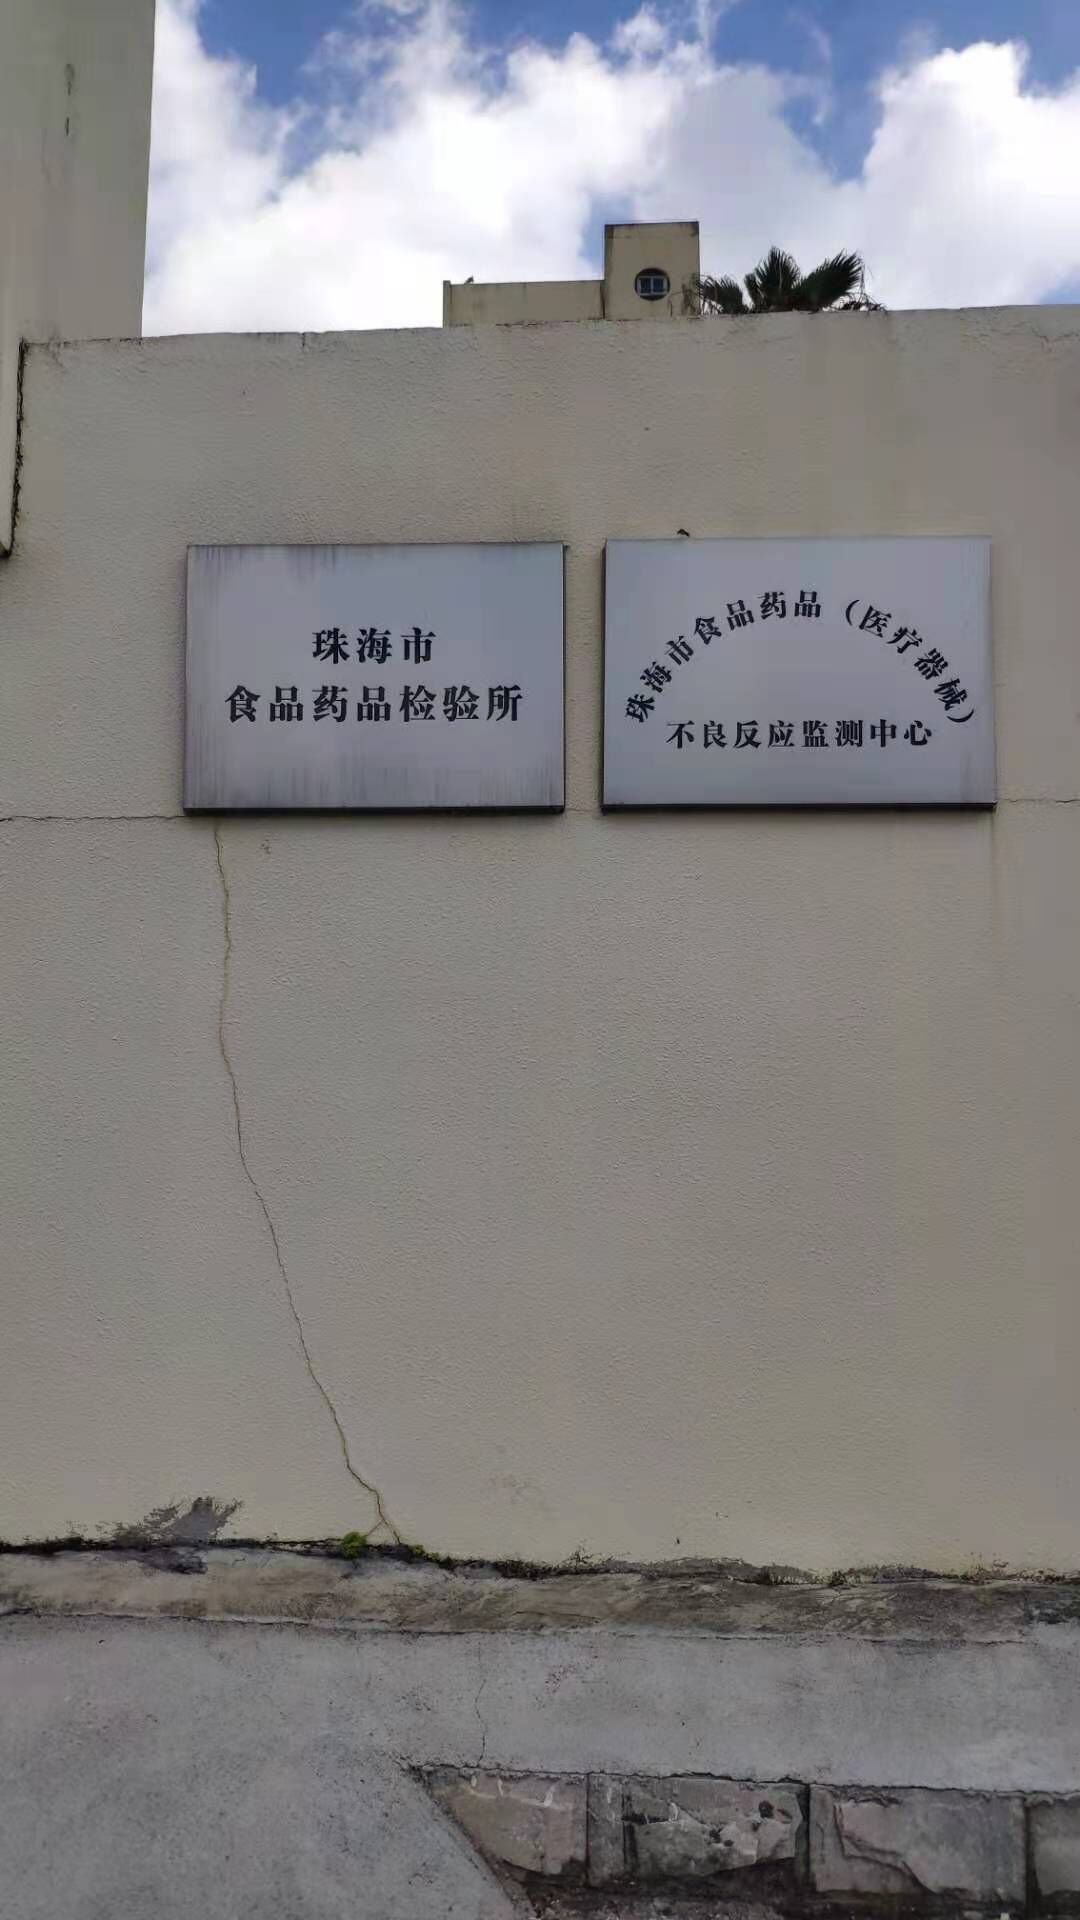 珠海市
食品药品检验所
珠海市食品药品（医疗器械）
不良反应监测中心